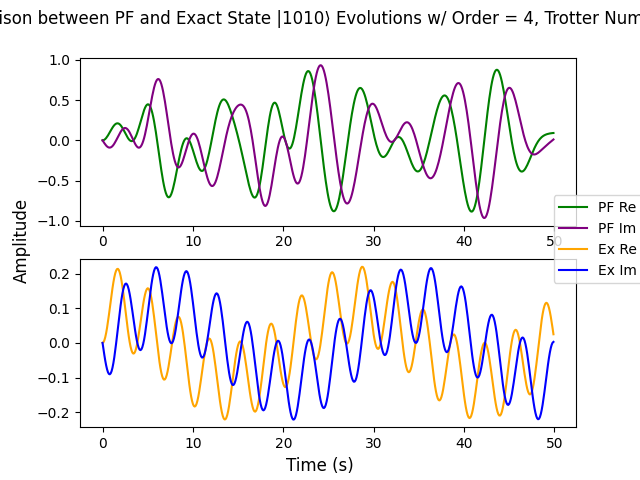 ison between PF and Exact State |1010⟩ Evolutions w/ Order = 4, Trotter Num
1.0
0.5
0.0
−0.5
−1.0
0 10 20 30 40 50
PF Re
PF Im
Ex Re
Ex Im
Amplitude
0.2
0.1
0.0
−0.1
−0.2
0 10 20 30 40 50
Time (s)